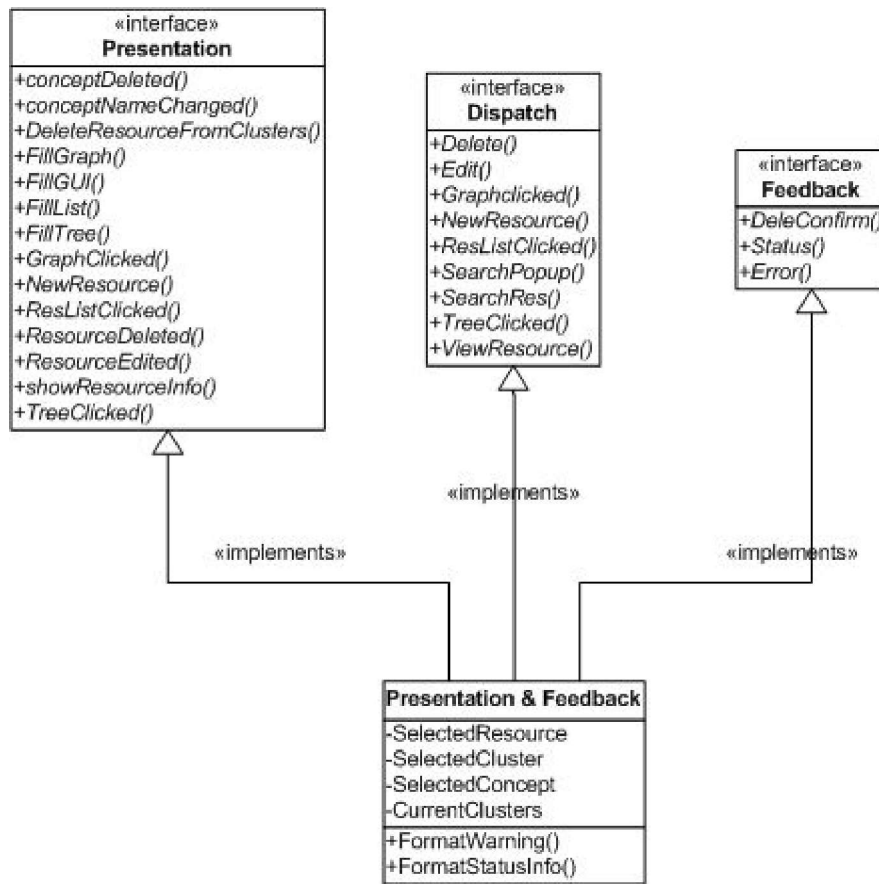 «interface»
Presentation
+conceptDeleted()
+conceptNameChanged()
+DeleteResourceFromClusters()
+FillGraph()
+FillGUI()
+FillList()
+FillTree()
+GraphClicked()
+NewResource()
+ResListClicked()
+ResourceDeleted()
+ResourceEdited()
+showResourceInfo()
+TreeClicked()
«interface»
Dispatch
+Delete()
+Edit()
+Graphclicked()
+NewResource()
+ResListClicked()
+SearchPopup()
+SearchRes()
+TreeClicked()
+ViewResource()
«interface»
Feedback
+DeleConfirm()
+Status()
+Error()
«implements»
«implements»
«implements»
Presentation & Feedback
-SelectedResource
-SelectedCluster
-SelectedConcept
-CurrentClusters
+FormatWarning()
+FormatStatusInfo()